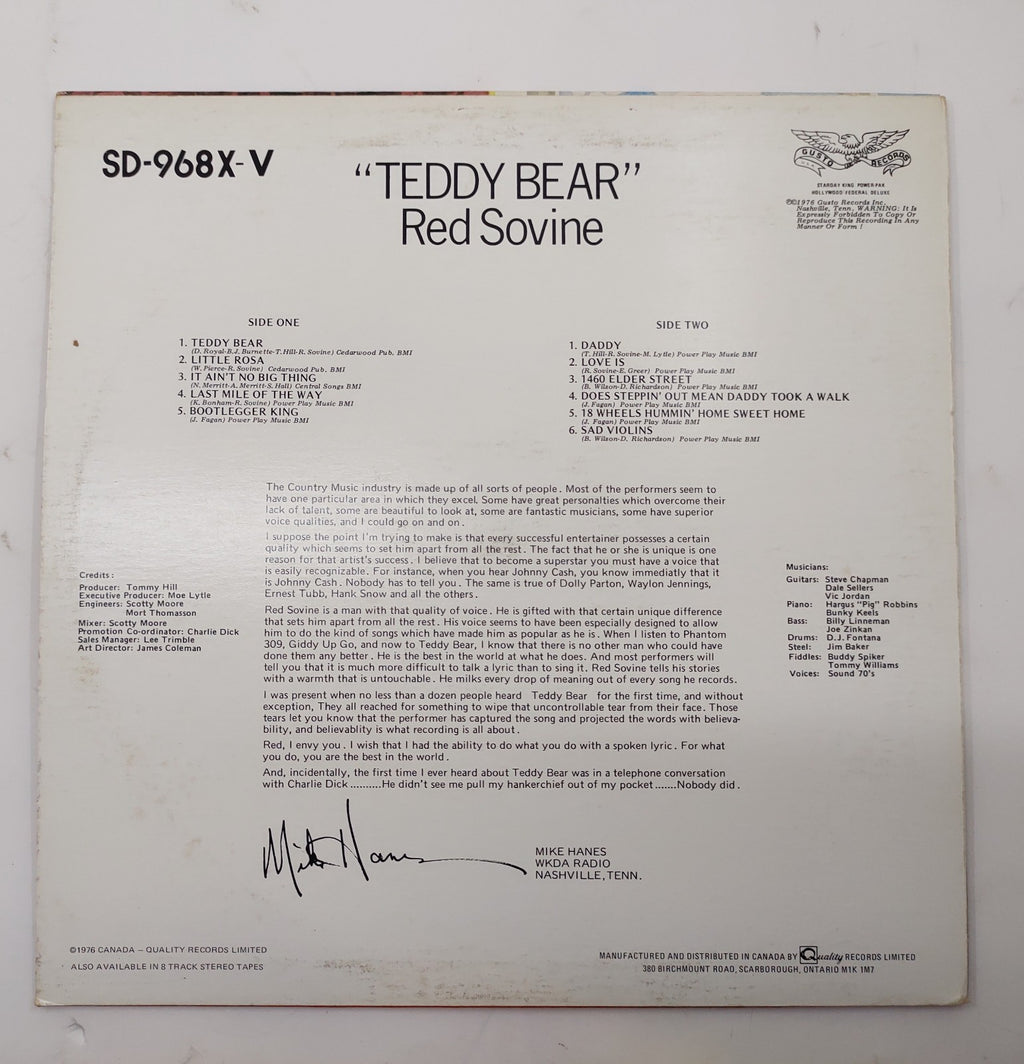 SD-968X-V
"TEDDY BEAR"
Red Sovine
GUSTO RECORDS
STARDAY KING POWER-PAK
HOLLYWOOD FEDERAL DELUXE
℗©1976 Gusto Records Inc.
Nashville, Tenn. WARNING: It Is
Expressly Forbidden To Copy Or
Reproduce This Recording In Any
Manner Or Form !
SIDE ONE
1. TEDDY BEAR
(D. Royal-B.J. Burnette-T. Hill-R. Sovine) Cedarwood Pub. BMI
2. LITTLE ROSA
(W. Pierce-R. Sovine) Cedarwood Pub. BMI
3. IT AIN'T NO BIG THING
(N. Merritt-A. Merritt-S. Hall) Central Songs BMI
4. LAST MILE OF THE WAY
(K. Bonham-R. Sovine) Power Play Music BMI
5. BOOTLEGGER KING
(J. Fagan) Power Play Music BMI
SIDE TWO
1. DADDY
(T. Hill-R. Sovine-M. Lytle) Power Play Music BMI
2. LOVE IS
(R. Sovine-E. Greer) Power Play Music BMI
3. 1460 ELDER STREET
(B. Wilson-D. Richardson) Power Play Music BMI
4. DOES STEPPIN' OUT MEAN DADDY TOOK A WALK
(J. Fagan) Power Play Music BMI
5. 18 WHEELS HUMMIN' HOME SWEET HOME
(J. Fagan) Power Play Music BMI
6. SAD VIOLINS
(B. Wilson-D. Richardson) Power Play Music BMI
The Country Music industry is made up of all sorts of people. Most of the performers seem to
have one particular area in which they excel. Some have great personalties which overcome their
lack of talent, some are beautiful to look at, some are fantastic musicians, some have superior
voice qualities, and I could go on and on.
I suppose the point I'm trying to make is that every successful entertainer possesses a certain
quality which seems to set him apart from all the rest. The fact that he or she is unique is one
reason for that artist's success. I believe that to become a superstar you must have a voice that
is easily recognizable. For instance, when you hear Johnny Cash, you know immediatly that it
is Johnny Cash. Nobody has to tell you. The same is true of Dolly Parton, Waylon Jennings,
Ernest Tubb, Hank Snow and all the others.
Red Sovine is a man with that quality of voice. He is gifted with that certain unique difference
that sets him apart from all the rest. His voice seems to have been especially designed to allow
him to do the kind of songs which have made him as popular as he is. When I listen to Phantom
309, Giddy Up Go, and now to Teddy Bear, I know that there is no other man who could have
done them any better. He is the best in the world at what he does. And most performers will
tell you that it is much more difficult to talk a lyric than to sing it. Red Sovine tells his stories
with a warmth that is untouchable. He milks every drop of meaning out of every song he records.
I was present when no less than a dozen people heard Teddy Bear for the first time, and without
exception, They all reached for something to wipe that uncontrollable tear from their face. Those
tears let you know that the performer has captured the song and projected the words with believa-
bility, and believablity is what recording is all about.
Red, I envy you. I wish that I had the ability to do what you do with a spoken lyric. For what
you do, you are the best in the world.
And, incidentally, the first time I ever heard about Teddy Bear was in a telephone conversation
with Charlie Dick..........He didn't see me pull my hankerchief out of my pocket.......Nobody did.
Credits:
Producer: Tommy Hill
Executive Producer: Moe Lytle
Engineers: Scotty Moore
Mort Thomasson
Mixer: Scotty Moore
Promotion Co-ordinator: Charlie Dick
Sales Manager: Lee Trimble
Art Director: James Coleman
Musicians:
Guitars: Steve Chapman
Dale Sellers
Vic Jordan
Piano: Hargus "Pig" Robbins
Bunky Keels
Bass: Billy Linneman
Joe Zinkan
Drums: D.J. Fontana
Steel: Jim Baker
Fiddles: Buddy Spiker
Tommy Williams
Voices: Sound 70's
Mike Hanes
MIKE HANES
WKDA RADIO
NASHVILLE, TENN.
©1976 CANADA – QUALITY RECORDS LIMITED
ALSO AVAILABLE IN 8 TRACK STEREO TAPES
MANUFACTURED AND DISTRIBUTED IN CANADA BY Quality RECORDS LIMITED
380 BIRCHMOUNT ROAD, SCARBOROUGH, ONTARIO M1K 1M7